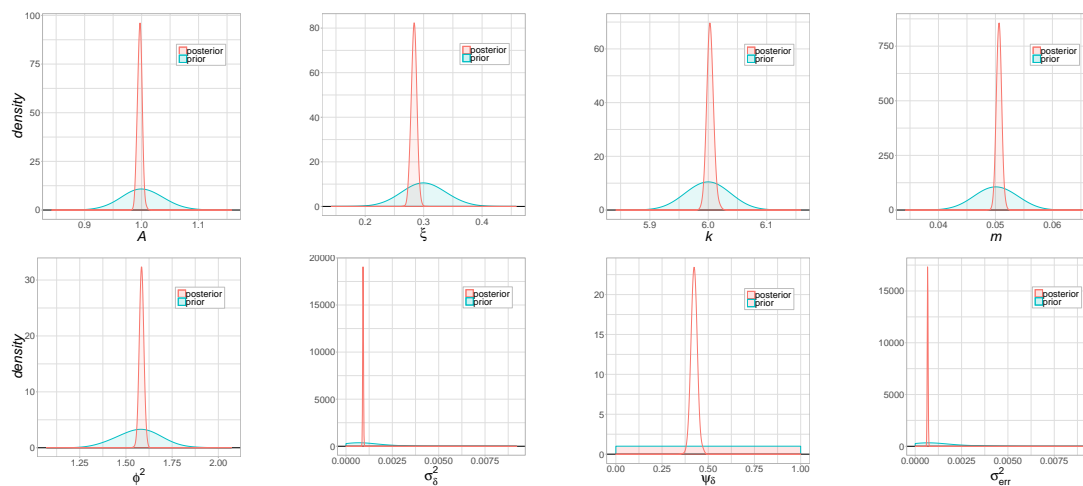 100
75
50
25
0
density
0.9 1.0 1.1
A
posterior
prior
80
60
40
20
0
0.2 0.3 0.4
ξ
posterior
prior
60
40
20
0
5.9 6.0 6.1
k
posterior
prior
750
500
250
0
0.04 0.05 0.06
m
posterior
prior
30
20
10
0
density
1.25 1.50 1.75 2.00
ϕ²
posterior
prior
20000
15000
10000
5000
0
0.0000 0.0025 0.0050 0.0075
σ²δ
posterior
prior
20
15
10
5
0
0.00 0.25 0.50 0.75 1.00
ψδ
posterior
prior
15000
10000
5000
0
0.0000 0.0025 0.0050 0.0075
σ²err
posterior
prior